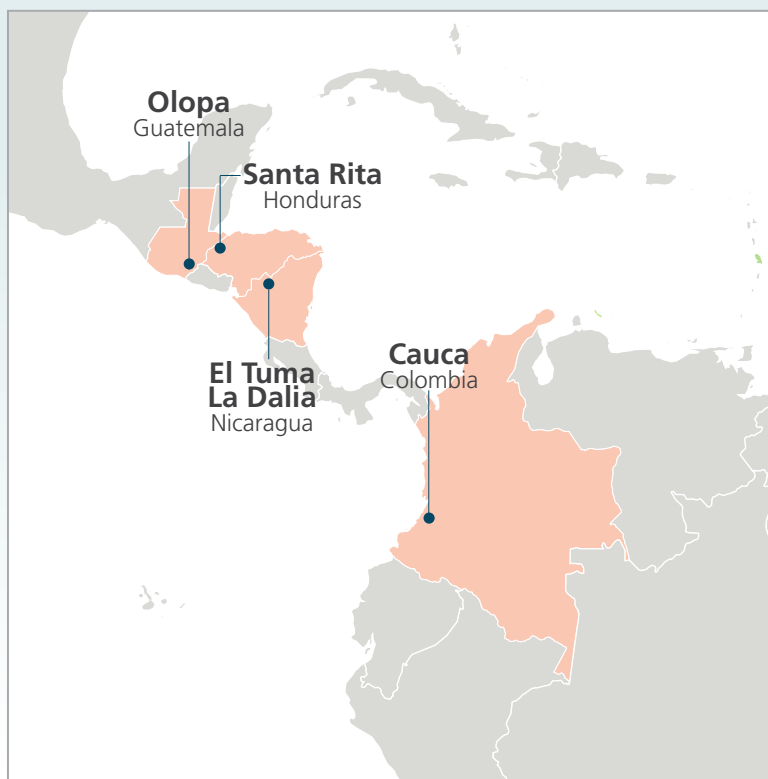 Olopa
Guatemala
Santa Rita
Honduras
El Tuma
La Dalia
Nicaragua
Cauca
Colombia